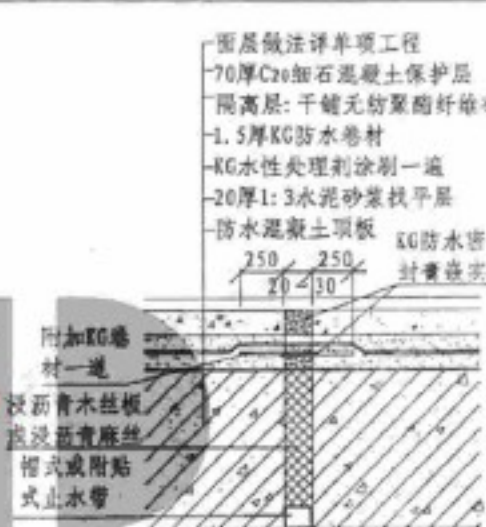 面层做法详单项工程
70厚C20细石混凝土保护层
隔离层:干铺无纺聚酯纤维布
1.5厚KG防水卷材
KG水性处理剂涂刷一遍
20厚1:3水泥砂浆找平层
防水混凝土顶板
KG防水密
封膏嵌实
250 250
20~30
附加KG卷
材一道
浸沥青木丝板
或浸沥青麻丝
帽式或附贴
式止水带